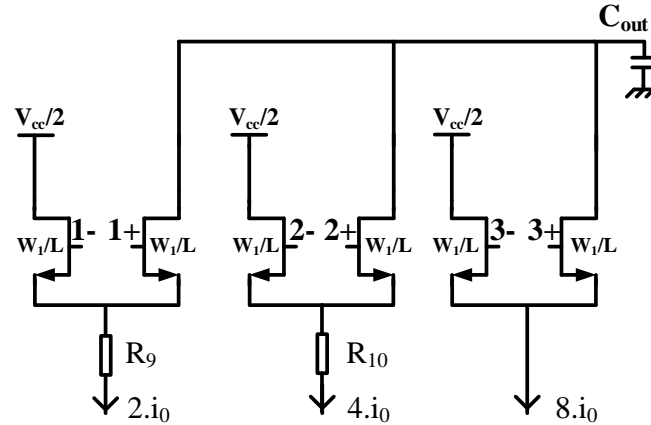 C_out
V_cc/2 V_cc/2 V_cc/2
1- 1+ 2- 2+ 3- 3+
W_1/L W_1/L W_1/L W_1/L W_1/L W_1/L
R_9 R_10
2.i_0 4.i_0 8.i_0